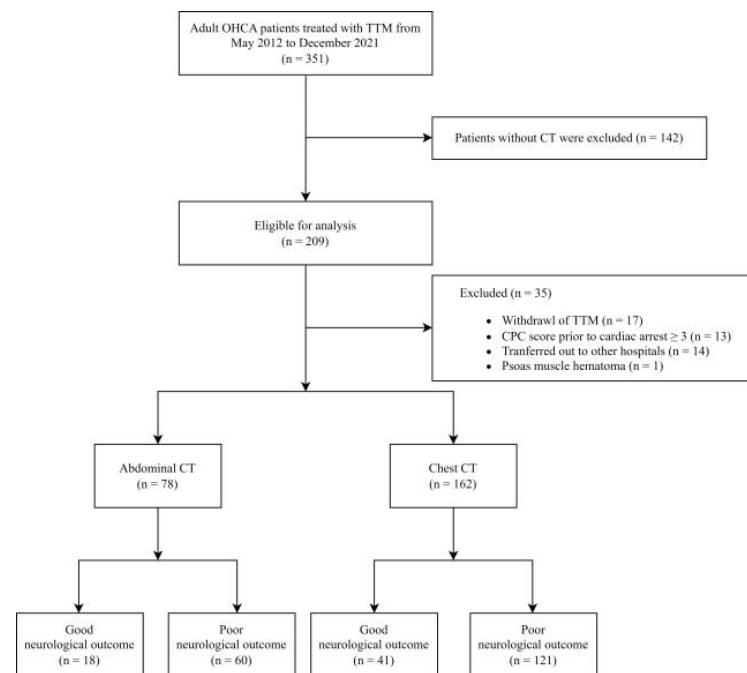 Adult OHCA patients treated with TTM from
May 2012 to December 2021
(n = 351)
Patients without CT were excluded (n = 142)
Eligible for analysis
(n = 209)
Excluded (n = 35)
• Withdrawl of TTM (n = 17)
• CPC score prior to cardiac arrest ≥ 3 (n = 13)
• Tranferred out to other hospitals (n = 14)
• Psoas muscle hematoma (n = 1)
Abdominal CT
(n = 78)
Chest CT
(n = 162)
Good
neurological outcome
(n = 18)
Poor
neurological outcome
(n = 60)
Good
neurological outcome
(n = 41)
Poor
neurological outcome
(n = 121)